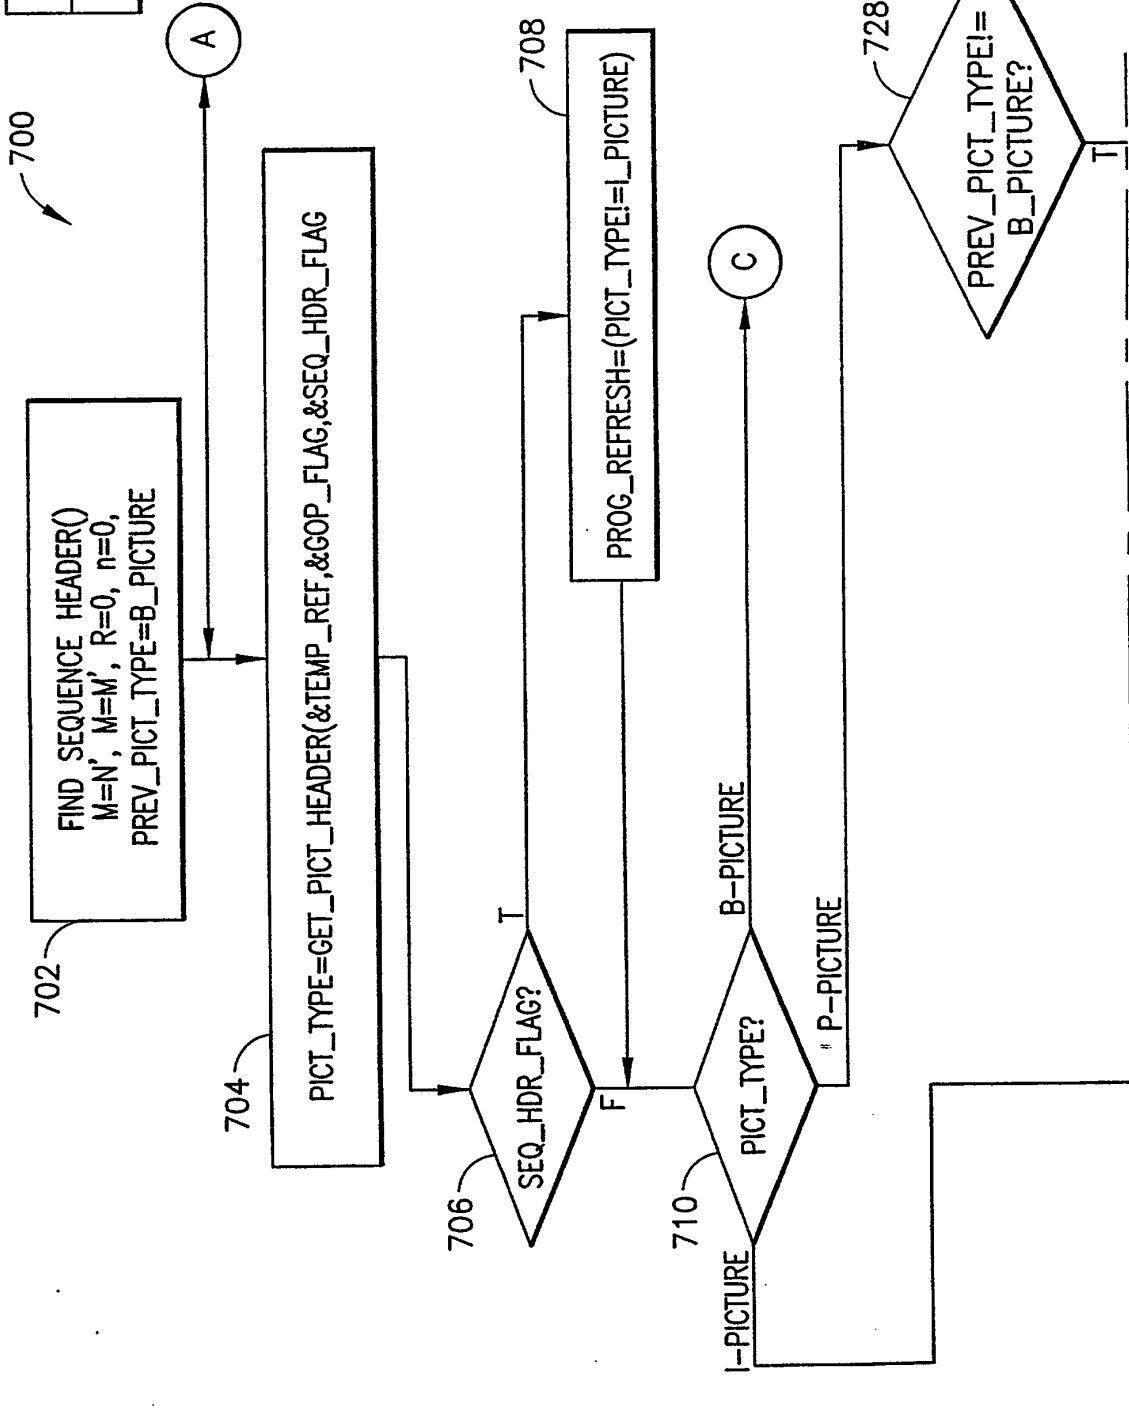 700
702
FIND SEQUENCE HEADER()
M=N', M=M', R=0, n=0,
PREV_PICT_TYPE=B_PICTURE
A
704
PICT_TYPE=GET_PICT_HEADER(&TEMP_REF,&GOP_FLAG,&SEQ_HDR_FLAG
706
SEQ_HDR_FLAG?
T
F
708
PROG_REFRESH=(PICT_TYPE!=I_PICTURE)
710
PICT_TYPE?
I-PICTURE
B-PICTURE
C
P-PICTURE
728
PREV_PICT_TYPE!=
B_PICTURE?
T